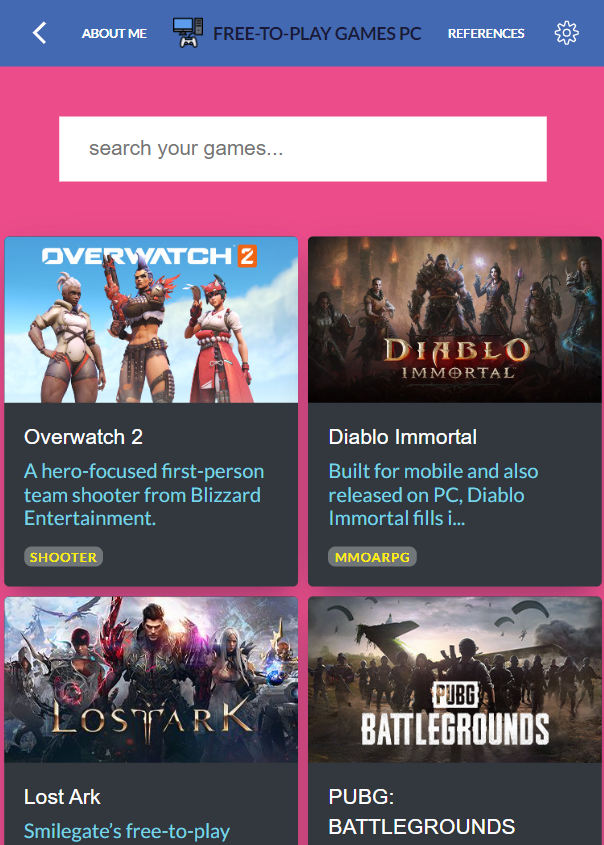 ABOUT ME FREE-TO-PLAY GAMES PC REFERENCES
search your games...
OVERWATCH 2
Overwatch 2
A hero-focused first-person
team shooter from Blizzard
Entertainment.
SHOOTER
DIABLO
IMMORTAL
Diablo Immortal
Built for mobile and also
released on PC, Diablo
Immortal fills i...
MMOARPG
LOST ARK
Lost Ark
Smilegate’s free-to-play
PUBG
BATTLEGROUNDS
PUBG:
BATTLEGROUNDS